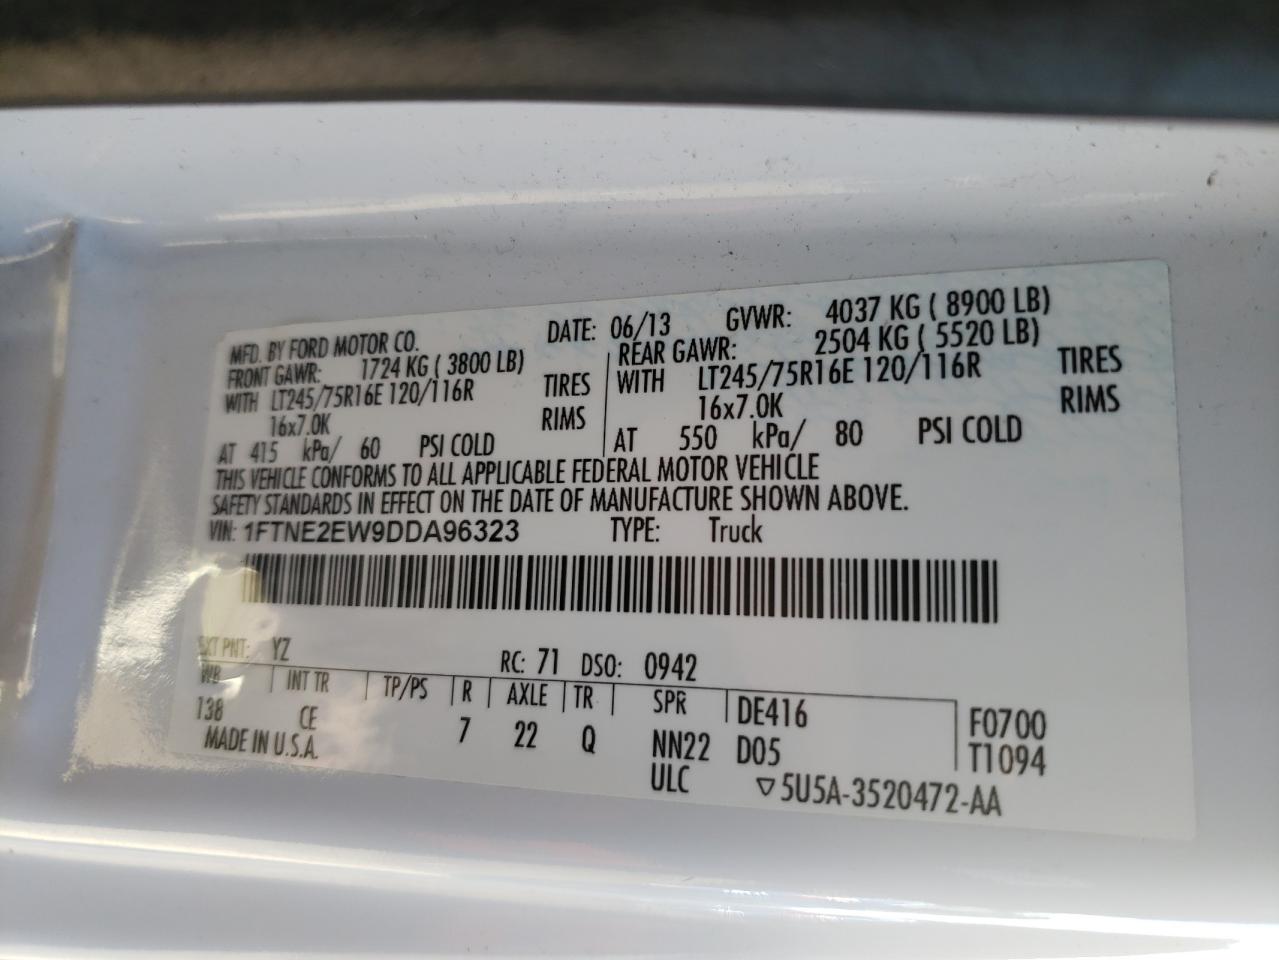 MFD. BY FORD MOTOR CO. DATE: 06/13 GVWR: 4037 KG ( 8900 LB)
FRONT GAWR: 1724 KG ( 3800 LB) REAR GAWR: 2504 KG ( 5520 LB)
WITH LT245/75R16E 120/116R TIRES WITH LT245/75R16E 120/116R TIRES
16x7.0K RIMS 16x7.0K RIMS
AT 415 kPa/ 60 PSI COLD AT 550 kPa/ 80 PSI COLD
THIS VEHICLE CONFORMS TO ALL APPLICABLE FEDERAL MOTOR VEHICLE
SAFETY STANDARDS IN EFFECT ON THE DATE OF MANUFACTURE SHOWN ABOVE.
VIN: 1FTNE2EW9DDA96323 TYPE: Truck
EXT PNT: YZ RC: 71 DSO: 0942
WB INT TR TP/PS R AXLE TR SPR DE416 F0700
138 CE 7 22 Q NN22 D05 T1094
MADE IN U.S.A. ULC ▽5U5A-3520472-AA